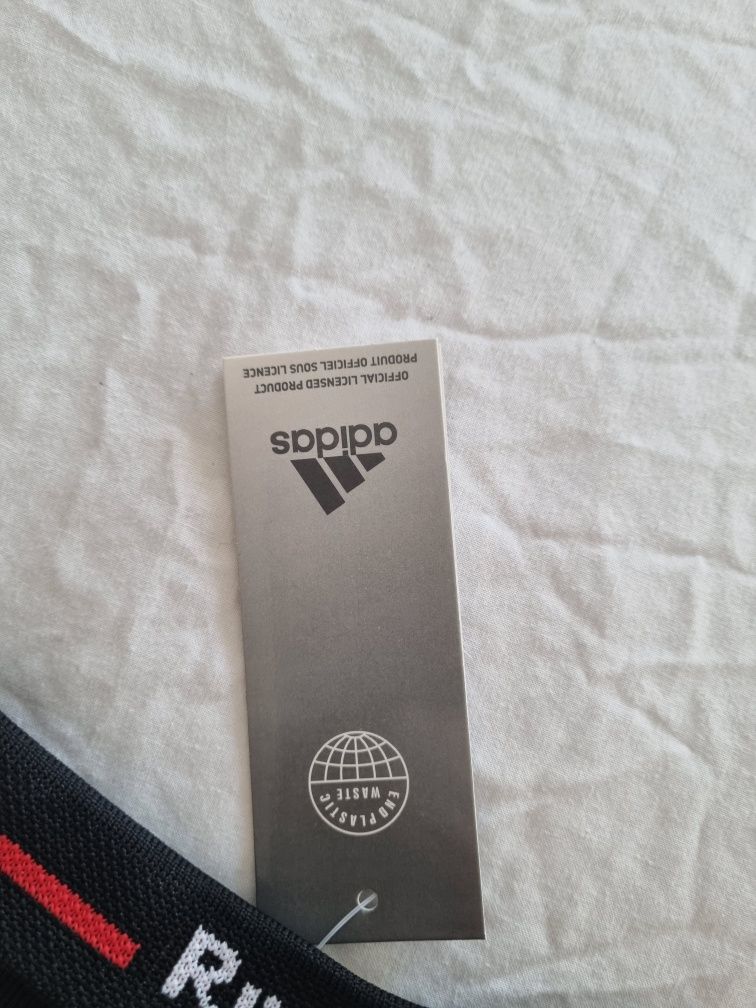 END PLASTIC
WASTE
adidas
OFFICIAL LICENSED PRODUCT
PRODUIT OFFICIEL SOUS LICENCE